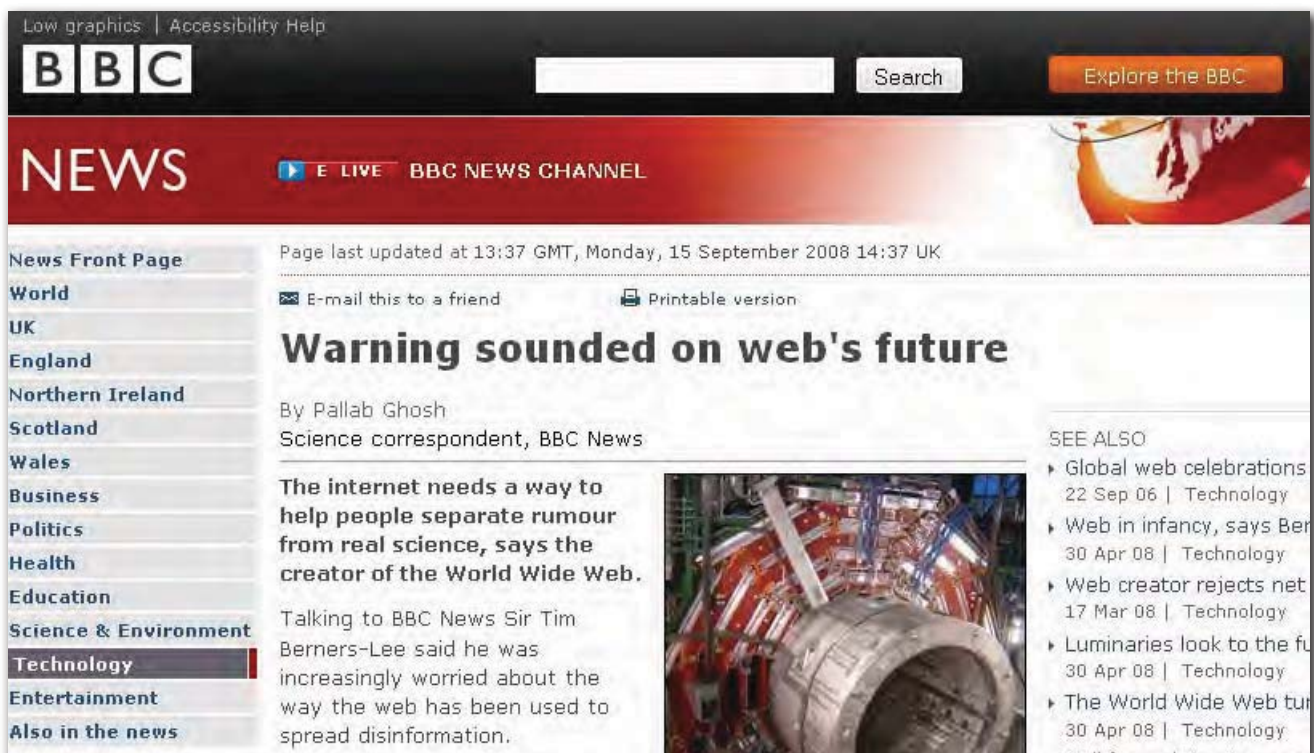 Low graphics | Accessibility Help
BBC
Search
Explore the BBC
NEWS
E LIVE BBC NEWS CHANNEL
News Front Page
World
UK
England
Northern Ireland
Scotland
Wales
Business
Politics
Health
Education
Science & Environment
Technology
Entertainment
Also in the news
Page last updated at 13:37 GMT, Monday, 15 September 2008 14:37 UK
E-mail this to a friend
Printable version
Warning sounded on web's future
By Pallab Ghosh
Science correspondent, BBC News
The internet needs a way to
help people separate rumour
from real science, says the
creator of the World Wide Web.
Talking to BBC News Sir Tim
Berners-Lee said he was
increasingly worried about the
way the web has been used to
spread disinformation.
SEE ALSO
Global web celebrations
22 Sep 06 | Technology
Web in infancy, says Ber
30 Apr 08 | Technology
Web creator rejects net
17 Mar 08 | Technology
Luminaries look to the fu
30 Apr 08 | Technology
The World Wide Web tur
30 Apr 08 | Technology